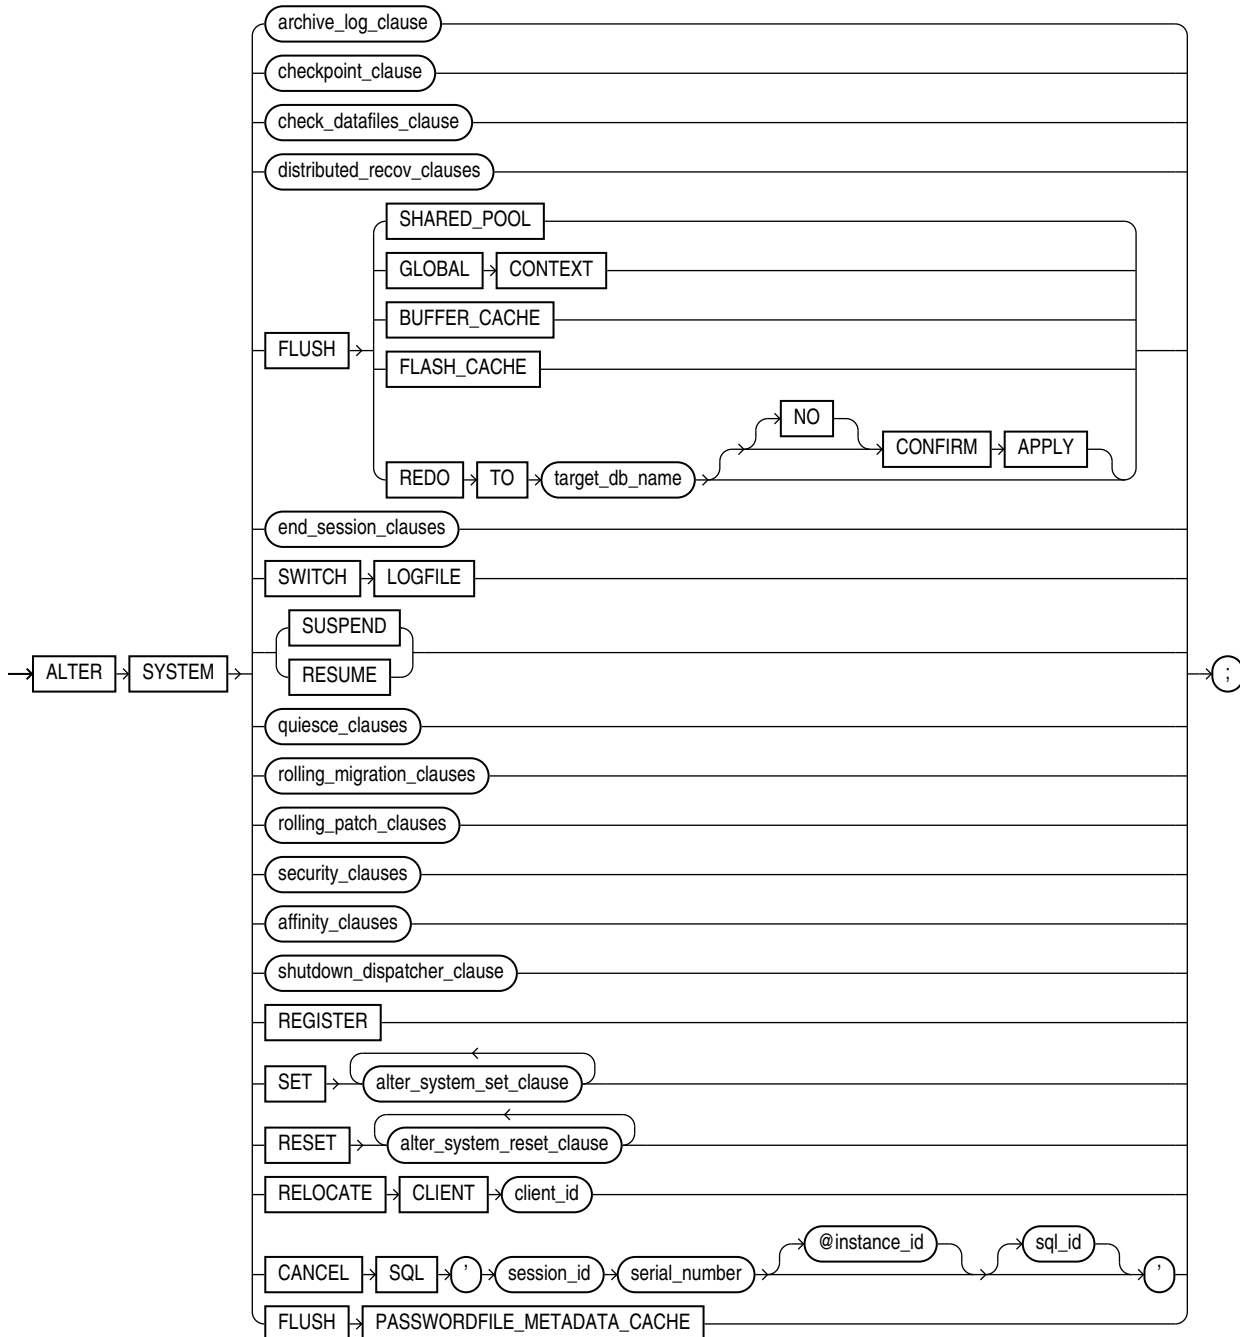 archive_log_clause
checkpoint_clause
check_datafiles_clause
distributed_recov_clauses
SHARED_POOL
GLOBAL CONTEXT
BUFFER_CACHE
FLUSH
FLASH_CACHE
NO
CONFIRM APPLY
REDO TO target_db_name
end_session_clauses
SWITCH LOGFILE
SUSPEND
ALTER SYSTEM ;
RESUME
quiesce_clauses
rolling_migration_clauses
rolling_patch_clauses
security_clauses
affinity_clauses
shutdown_dispatcher_clause
REGISTER
SET alter_system_set_clause
RESET alter_system_reset_clause
RELOCATE CLIENT client_id
@instance_id sql_id
CANCEL SQL ’ session_id serial_number ’
FLUSH PASSWORDFILE_METADATA_CACHE